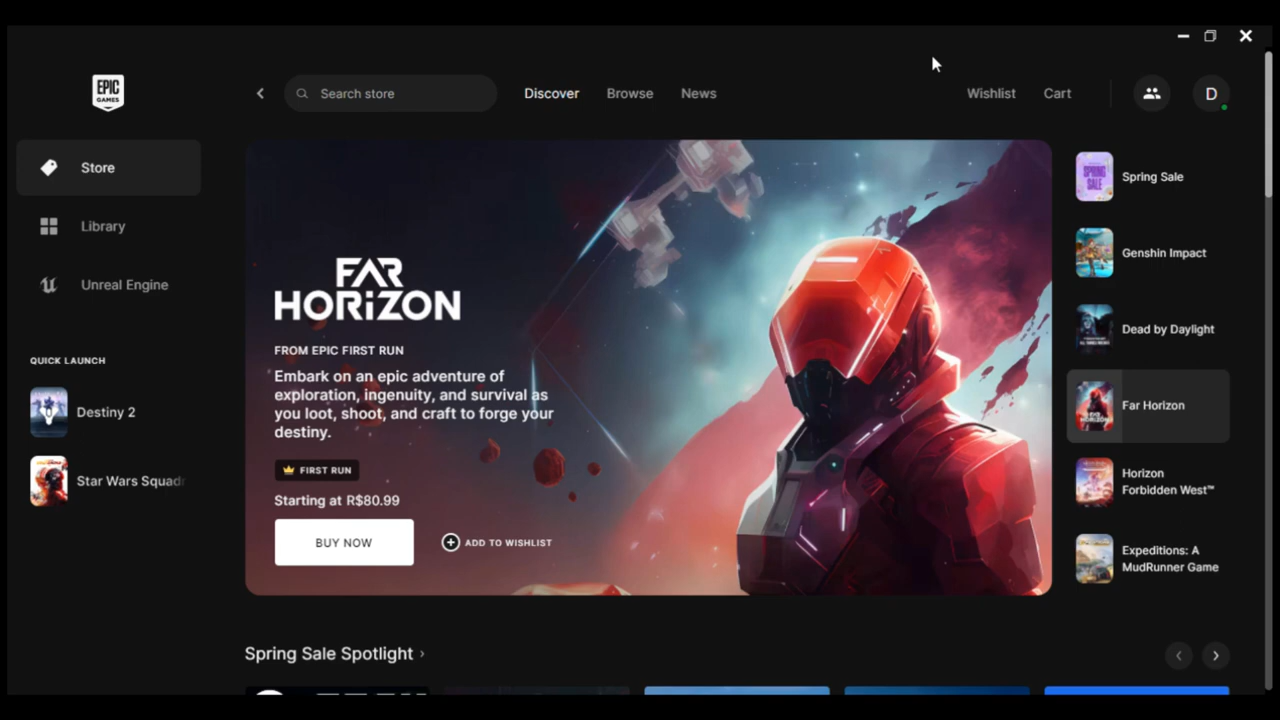 EPIC
GAMES
Search store
Discover
Browse
News
Wishlist
Cart
D
Store
Library
Unreal Engine
QUICK LAUNCH
Destiny 2
Star Wars Squadr
FAR
HORiZON
FROM EPIC FIRST RUN
Embark on an epic adventure of
exploration, ingenuity, and survival as
you loot, shoot, and craft to forge your
destiny.
FIRST RUN
Starting at R$80.99
BUY NOW
ADD TO WISHLIST
SPRING
SALE
Spring Sale
Genshin Impact
Dead by Daylight
FAR
HORiZON
Far Horizon
Horizon
Forbidden West™
Expeditions: A
MudRunner Game
Spring Sale Spotlight